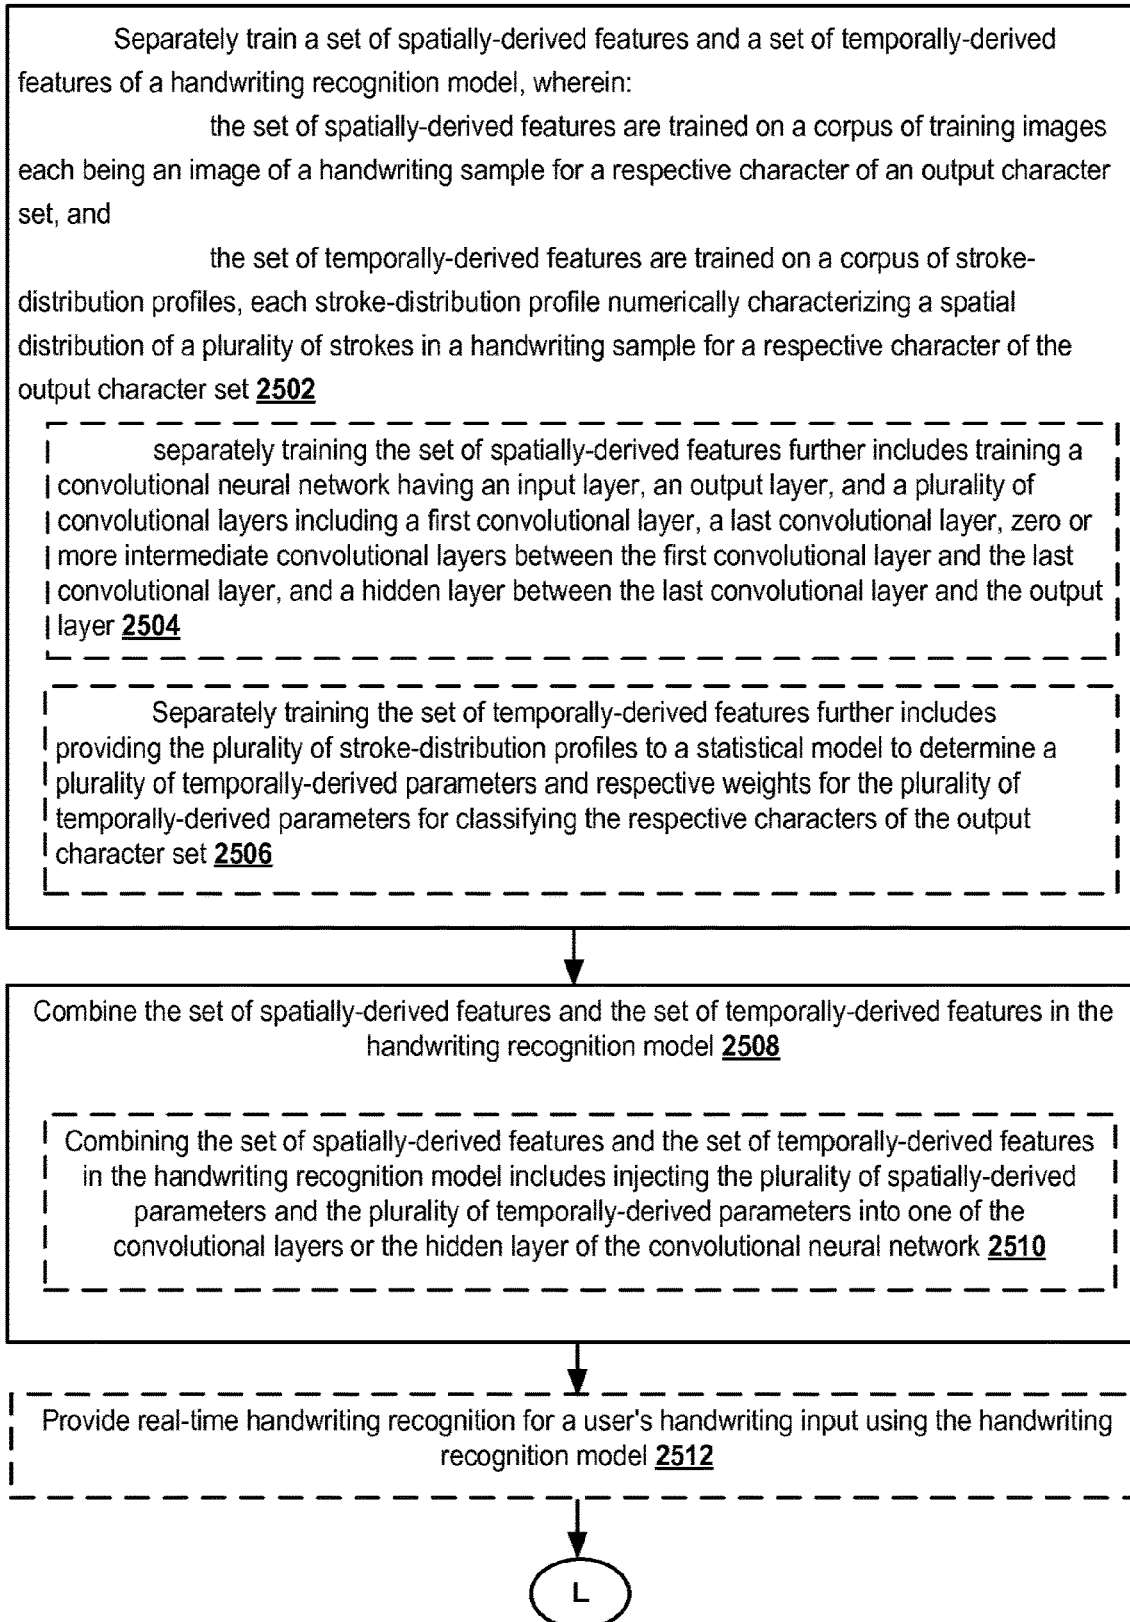 Separately train a set of spatially-derived features and a set of temporally-derived
features of a handwriting recognition model, wherein:
the set of spatially-derived features are trained on a corpus of training images
each being an image of a handwriting sample for a respective character of an output character
set, and
the set of temporally-derived features are trained on a corpus of stroke-
distribution profiles, each stroke-distribution profile numerically characterizing a spatial
distribution of a plurality of strokes in a handwriting sample for a respective character of the
output character set 2502
separately training the set of spatially-derived features further includes training a
convolutional neural network having an input layer, an output layer, and a plurality of
convolutional layers including a first convolutional layer, a last convolutional layer, zero or
more intermediate convolutional layers between the first convolutional layer and the last
convolutional layer, and a hidden layer between the last convolutional layer and the output
layer 2504
Separately training the set of temporally-derived features further includes
providing the plurality of stroke-distribution profiles to a statistical model to determine a
plurality of temporally-derived parameters and respective weights for the plurality of
temporally-derived parameters for classifying the respective characters of the output
character set 2506
Combine the set of spatially-derived features and the set of temporally-derived features in the
handwriting recognition model 2508
Combining the set of spatially-derived features and the set of temporally-derived features
in the handwriting recognition model includes injecting the plurality of spatially-derived
parameters and the plurality of temporally-derived parameters into one of the
convolutional layers or the hidden layer of the convolutional neural network 2510
Provide real-time handwriting recognition for a user's handwriting input using the handwriting
recognition model 2512
L